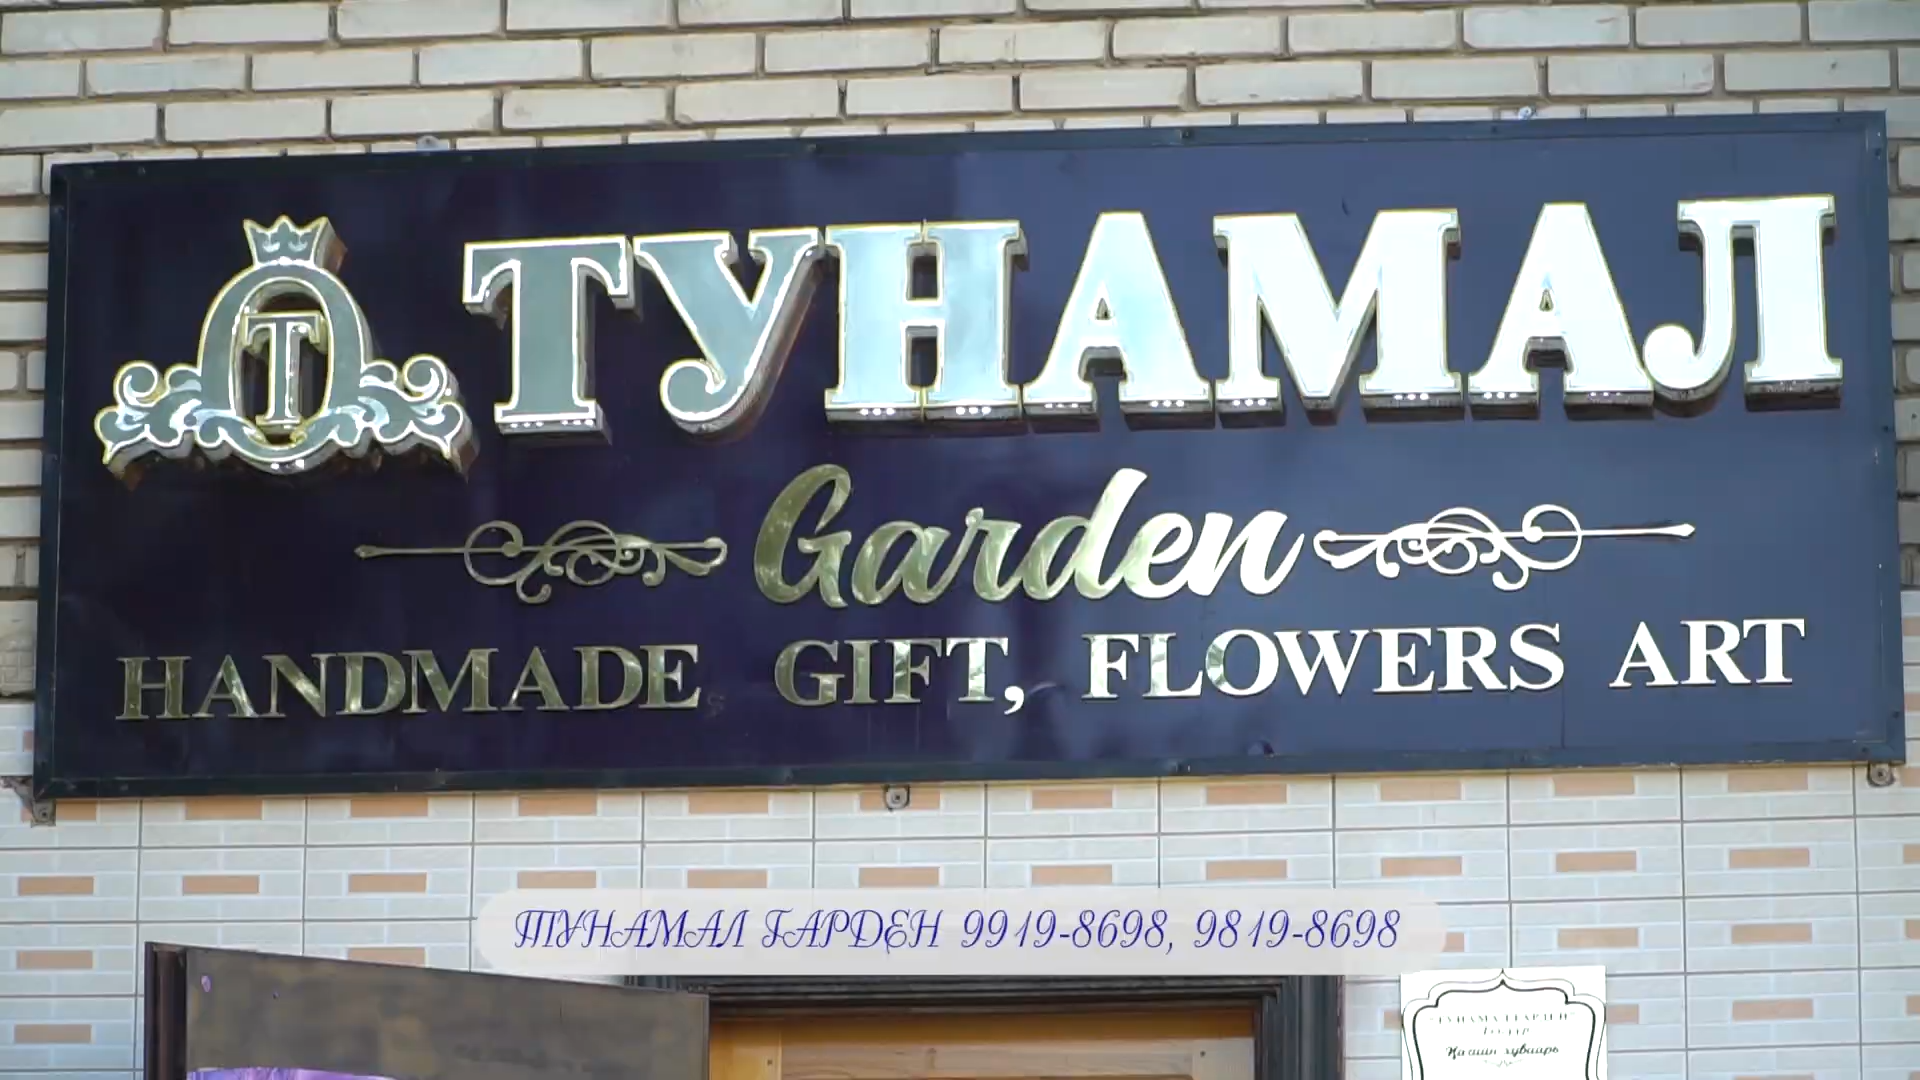 Т ТУНАМАЛ
Garden
HANDMADE GIFT, FLOWERS ART
ТУНАМАЛ ГАРДЕН 9919-8698, 9819-8698